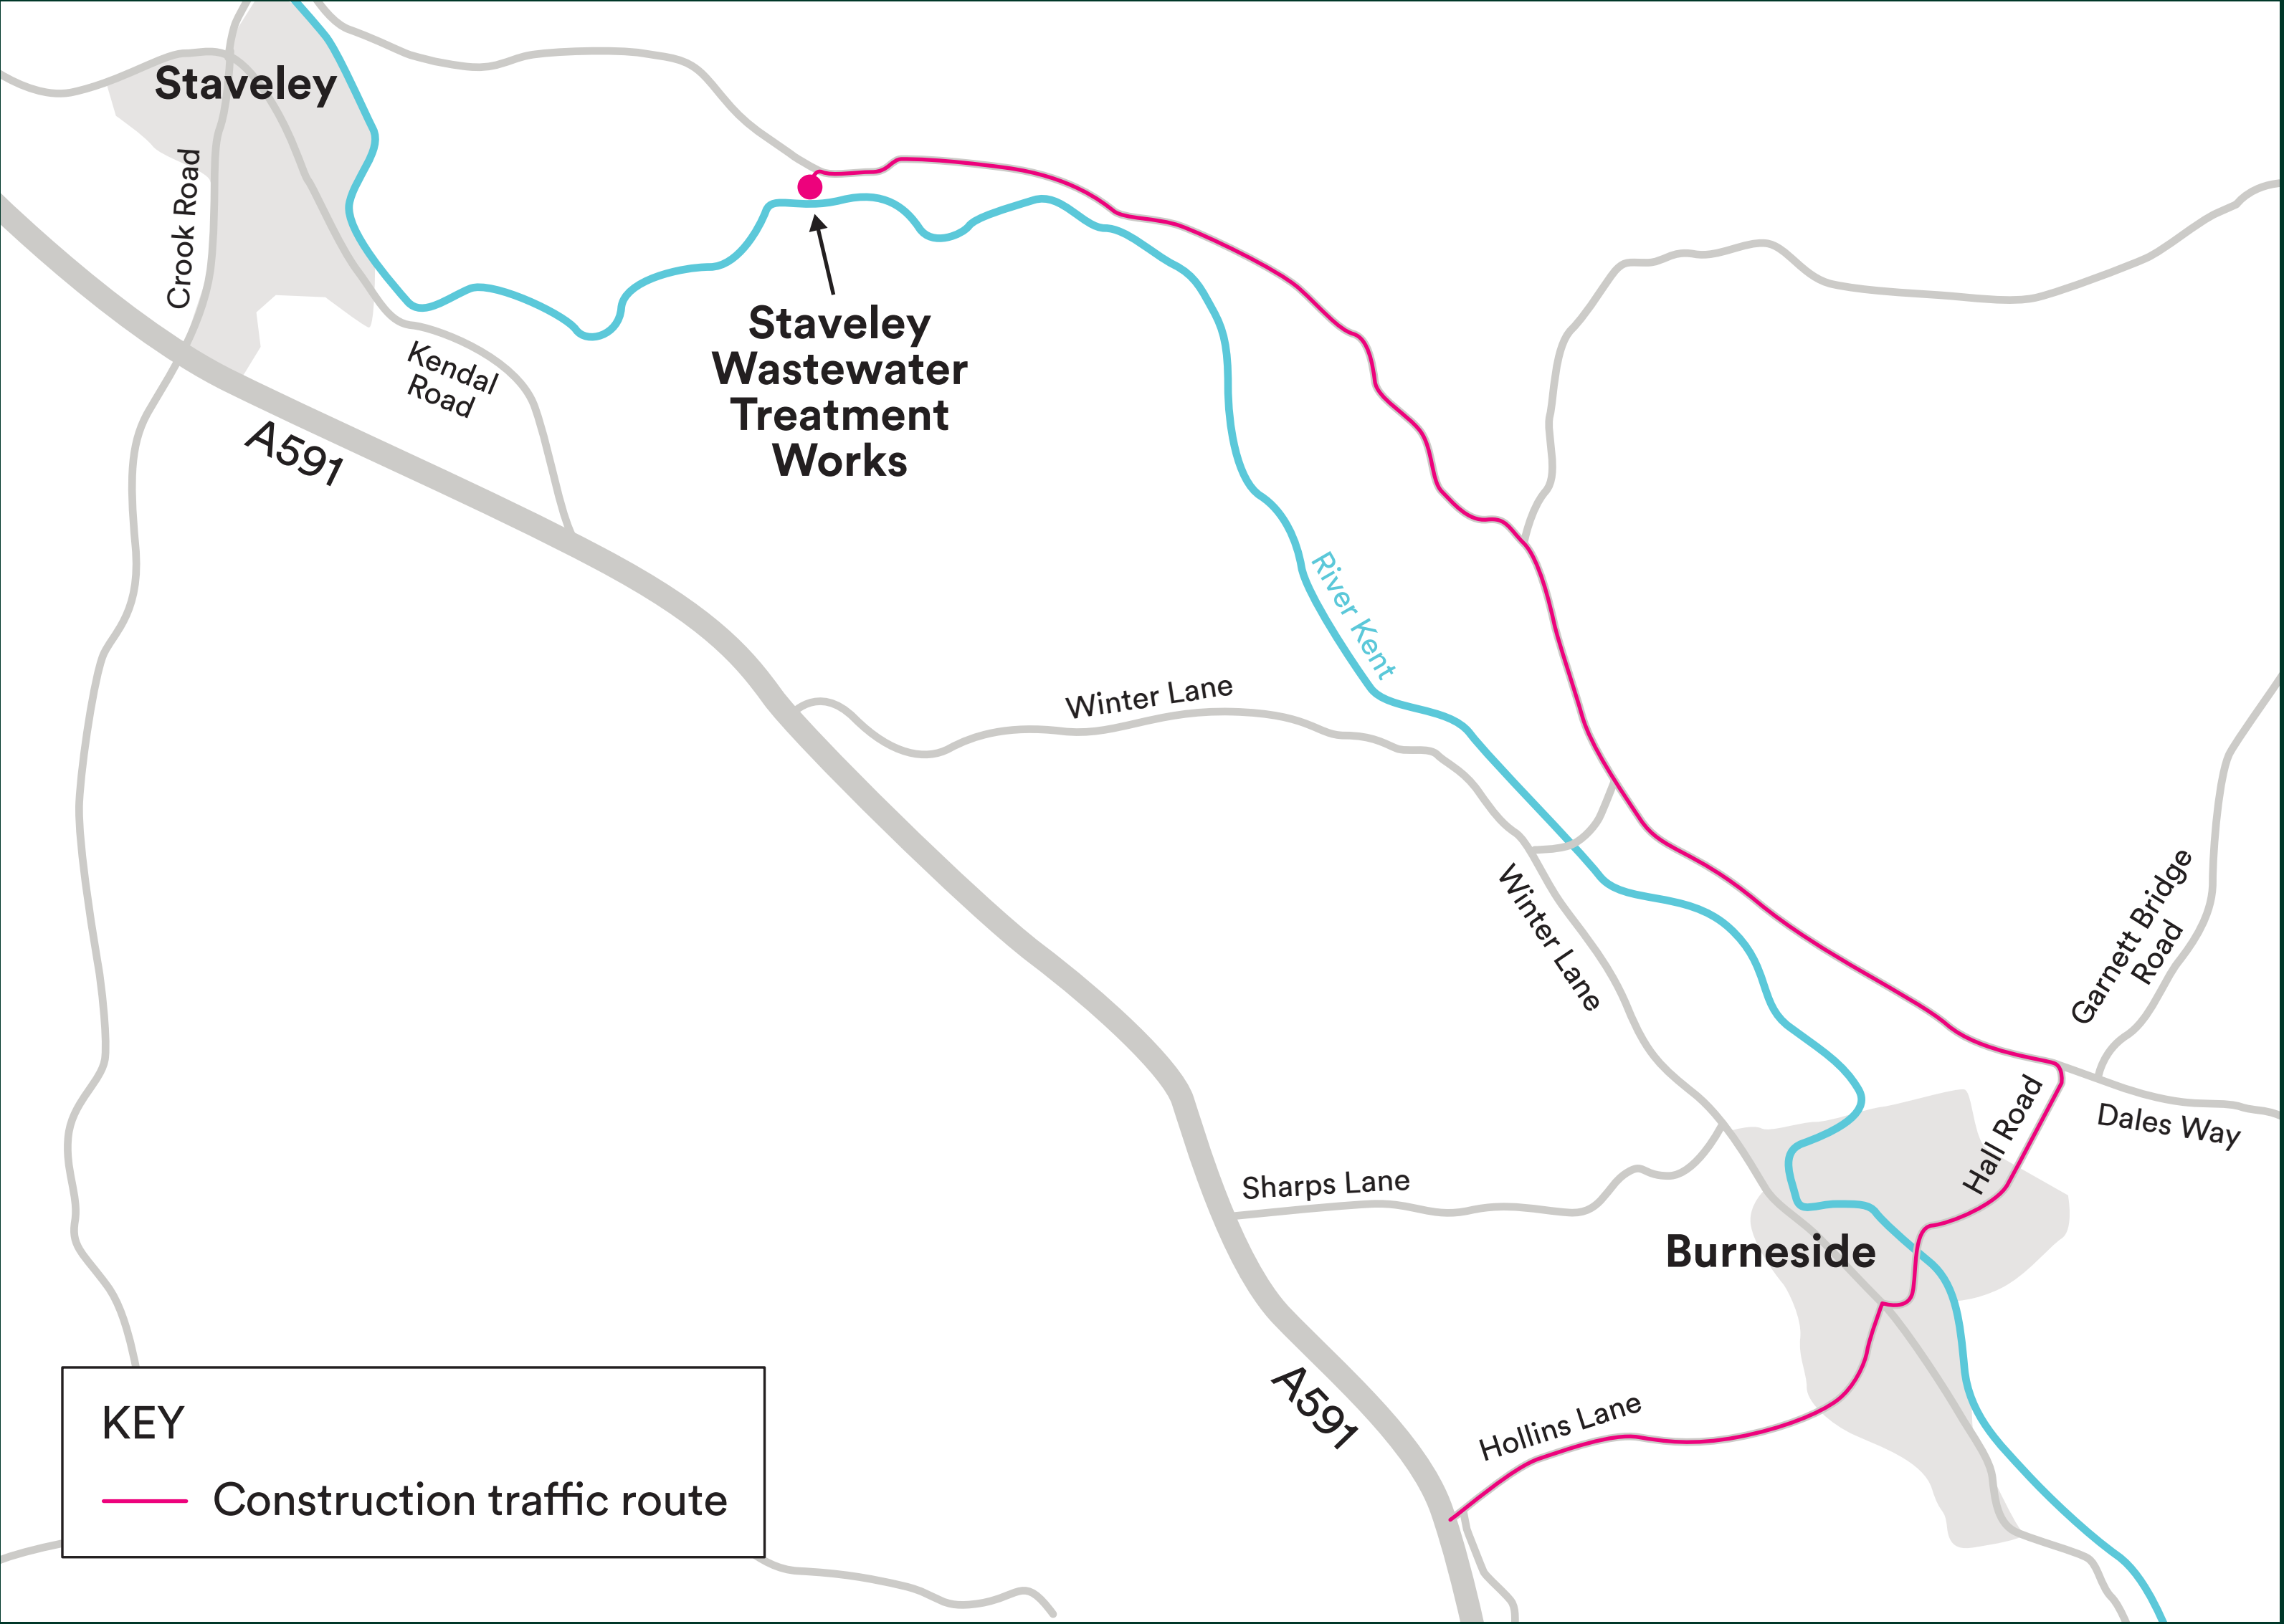 Staveley
Crook Road
Kendal
Road
A591
Staveley
Wastewater
Treatment
Works
River Kent
Winter Lane
Winter Lane
Garnett Bridge
Road
Hall Road
Dales Way
Sharps Lane
Burneside
A591
Hollins Lane
KEY
Construction traffic route